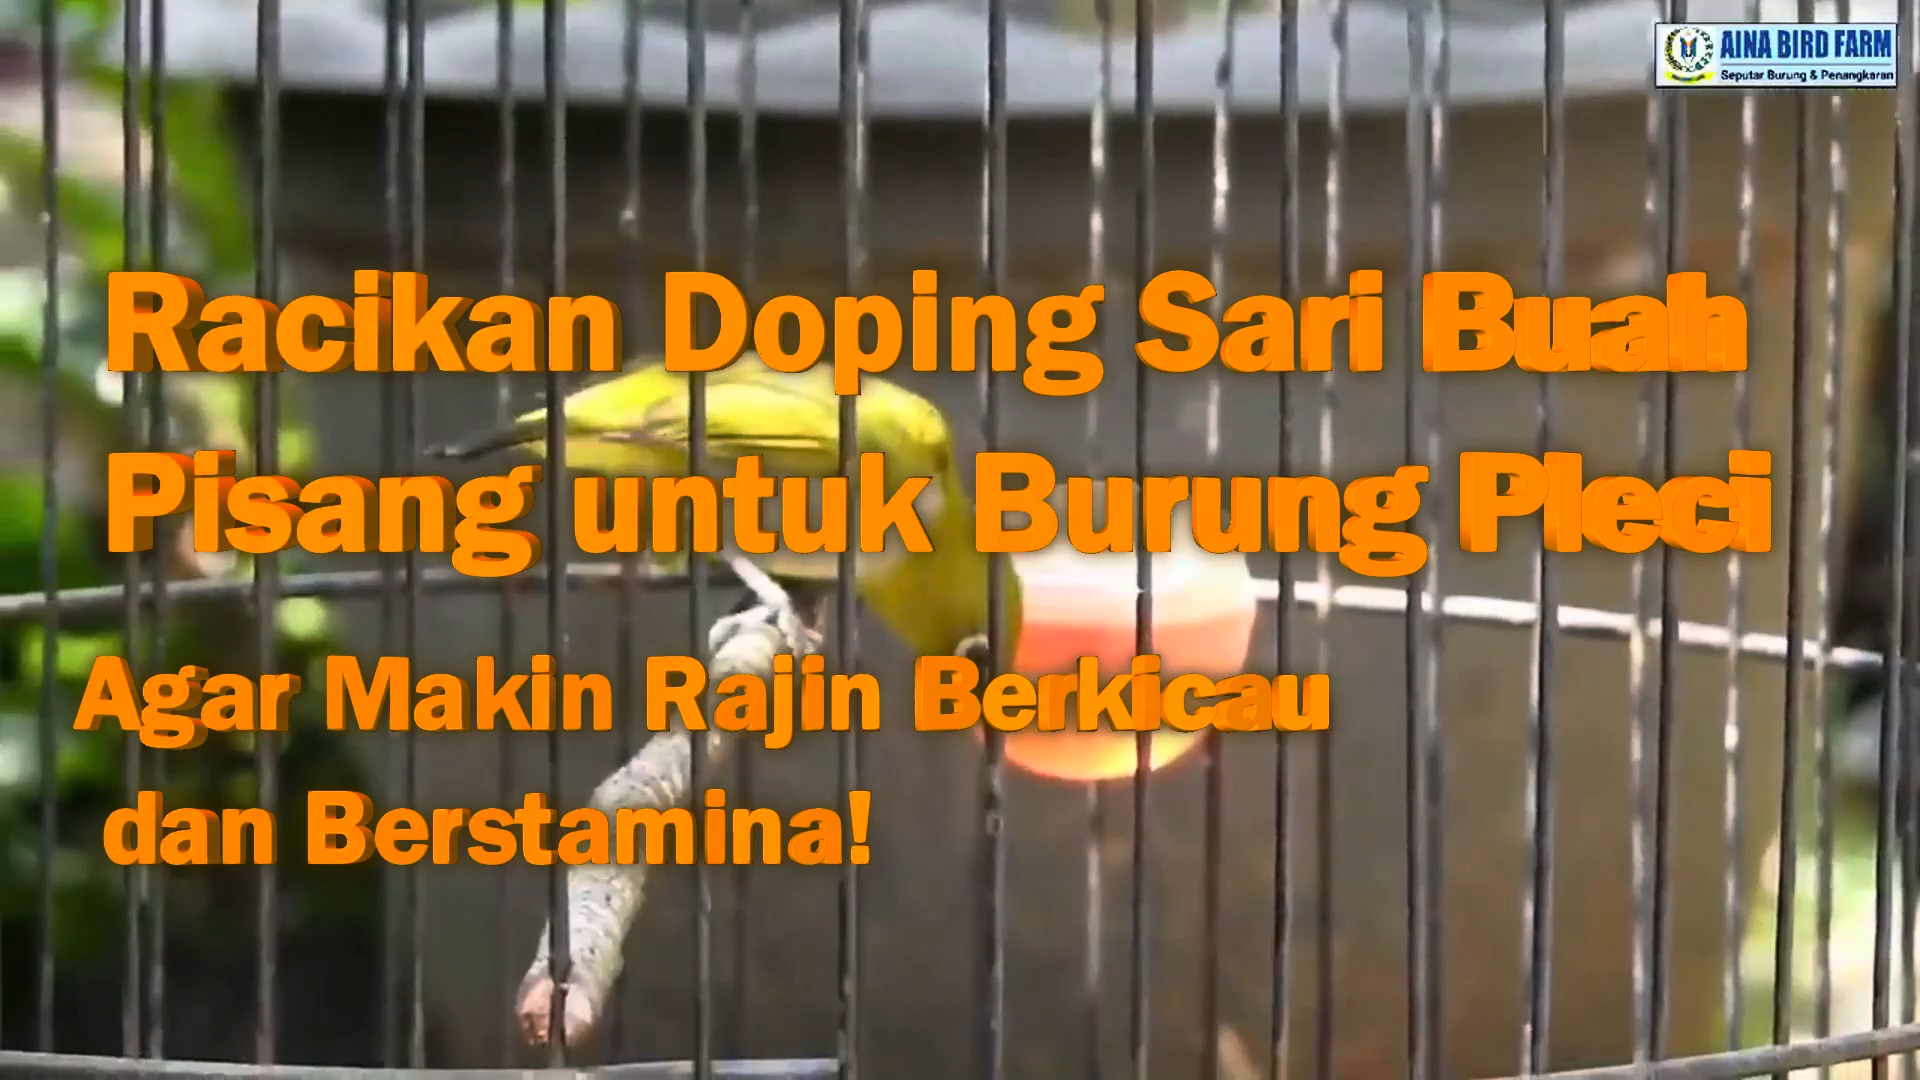 AINA BIRD FARM
Seputar Burung & Penangkaran
Racikan Doping Sari Buah
Pisang untuk Burung Pleci
Agar Makin Rajin Berkicau
dan Berstamina!